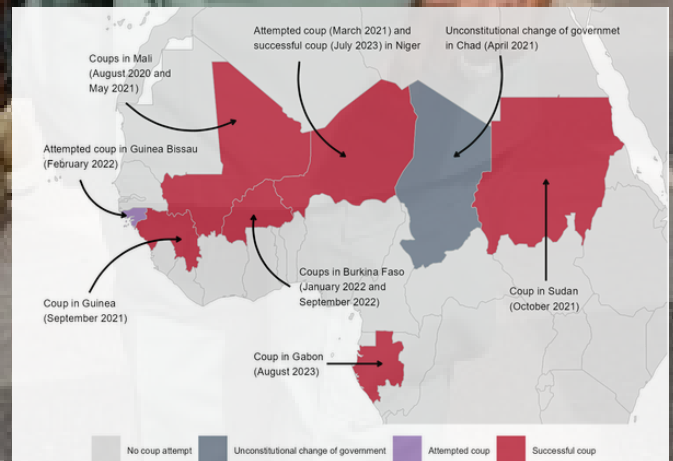 Attempted coup (March 2021) and
successful coup (July 2023) in Niger
Unconstitutional change of governmet
in Chad (April 2021)
Coups in Mali
(August 2020 and
May 2021)
Attempted coup in Guinea Bissau
(February 2022)
Coups in Burkina Faso
(January 2022 and
September 2022)
Coup in Guinea
(September 2021)
Coup in Sudan
(October 2021)
Coup in Gabon
(August 2023)
No coup attempt
Unconstitutional change of government
Attempted coup
Successful coup